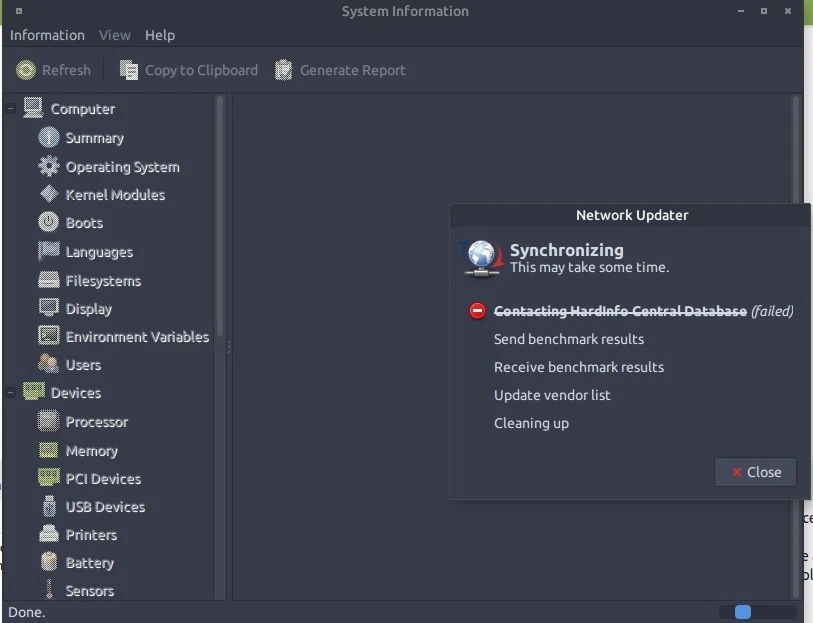 System Information
Information View Help
Refresh Copy to Clipboard Generate Report
Computer
Summary
Operating System
Kernel Modules
Boots
Languages
Filesystems
Display
Environment Variables
Users
Devices
Processor
Memory
PCI Devices
USB Devices
Printers
Battery
Sensors
Network Updater
Synchronizing
This may take some time.
Contacting HardInfo Central Database (failed)
Send benchmark results
Receive benchmark results
Update vendor list
Cleaning up
Close
Done.